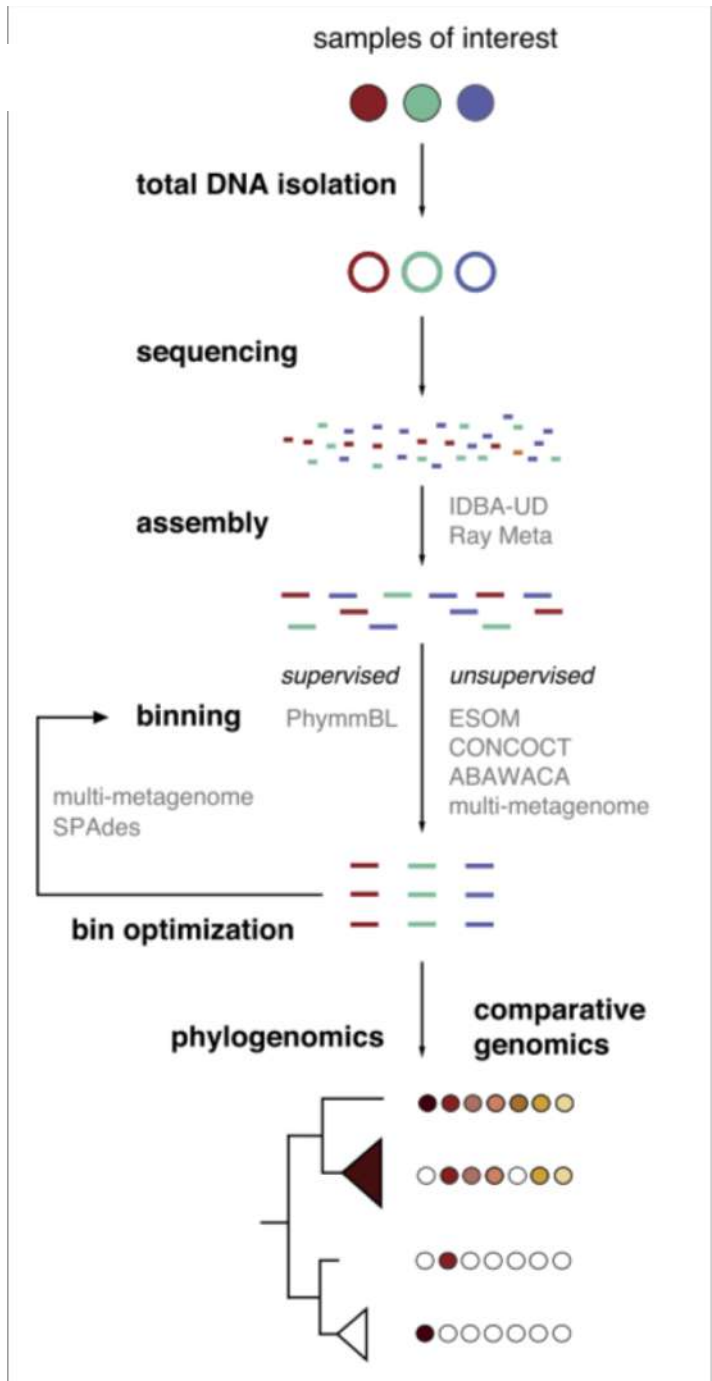 samples of interest
total DNA isolation
sequencing
assembly
IDBA-UD
Ray Meta
supervised
unsupervised
binning
PhymmBL
ESOM
CONCOCT
ABAWACA
multi-metagenome
multi-metagenome
SPAdes
bin optimization
phylogenomics
comparative
genomics